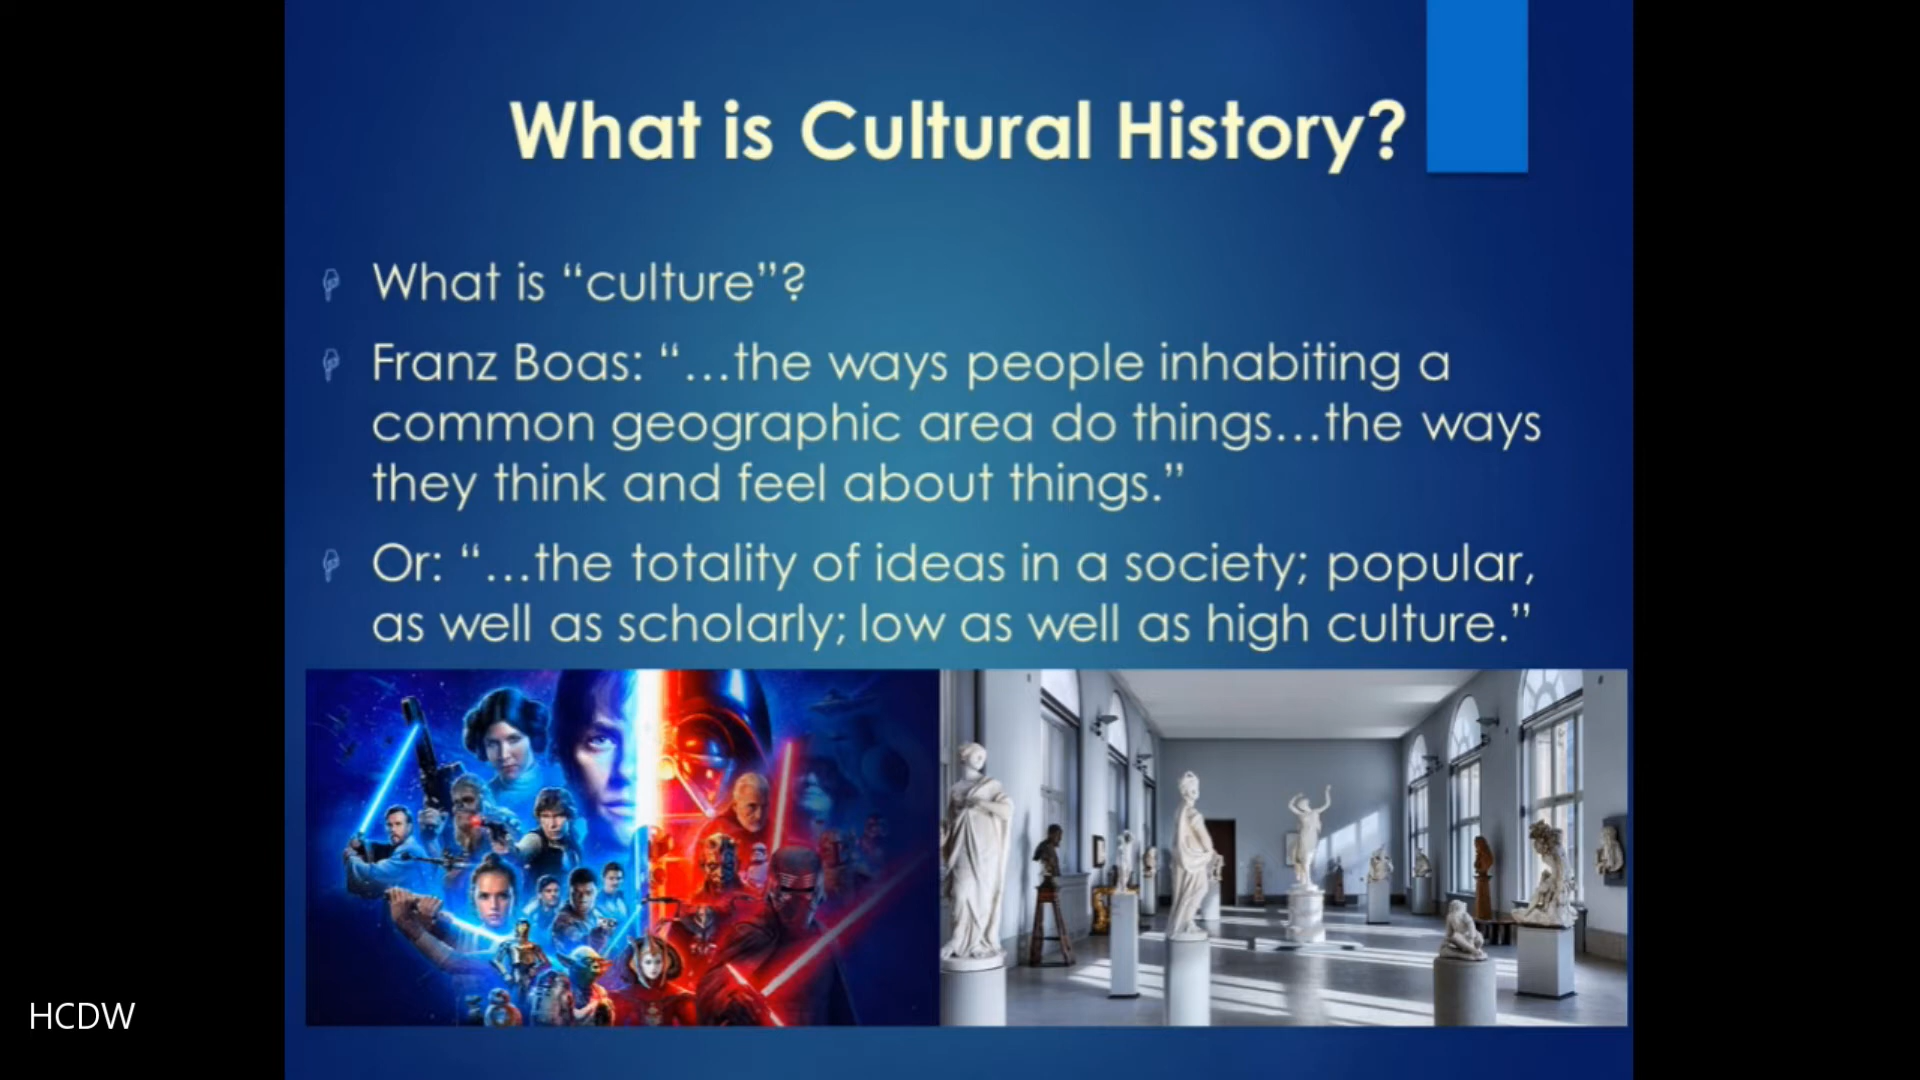 What is Cultural History?
What is “culture”?
Franz Boas: “…the ways people inhabiting a
common geographic area do things…the ways
they think and feel about things.”
Or: “…the totality of ideas in a society; popular,
as well as scholarly; low as well as high culture.”
HCDW